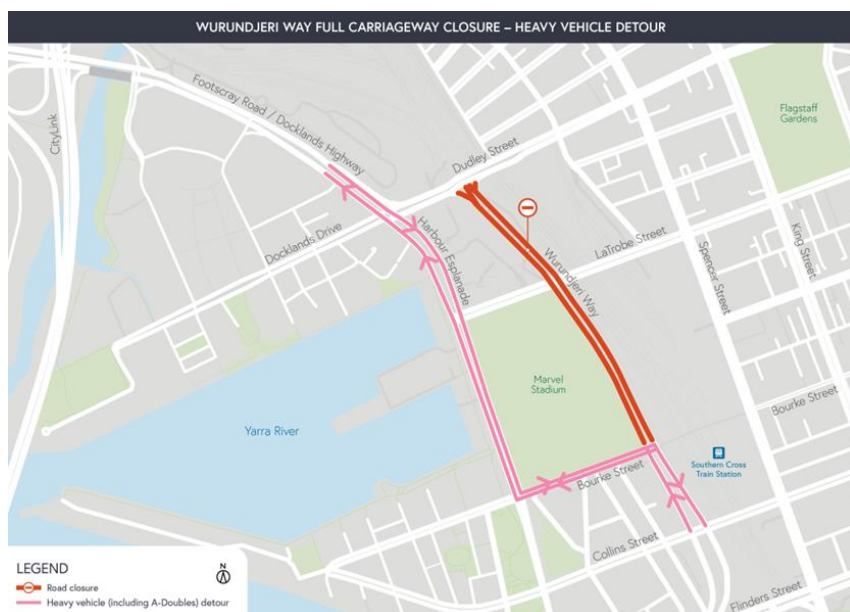 WURUNDJERI WAY FULL CARRIAGEWAY CLOSURE – HEAVY VEHICLE DETOUR
CityLink
Footscray Road / Docklands Highway
Dudley Street
Flagstaff
Gardens
Docklands Drive
Harbour Esplanade
Wurundjeri Way
LaTrobe Street
Spencer Street
King Street
Marvel
Stadium
Yarra River
Bourke Street
Bourke Street
Southern Cross
Train Station
Collins Street
Flinders Street
LEGEND
N
Road closure
Heavy vehicle (including A-Doubles) detour